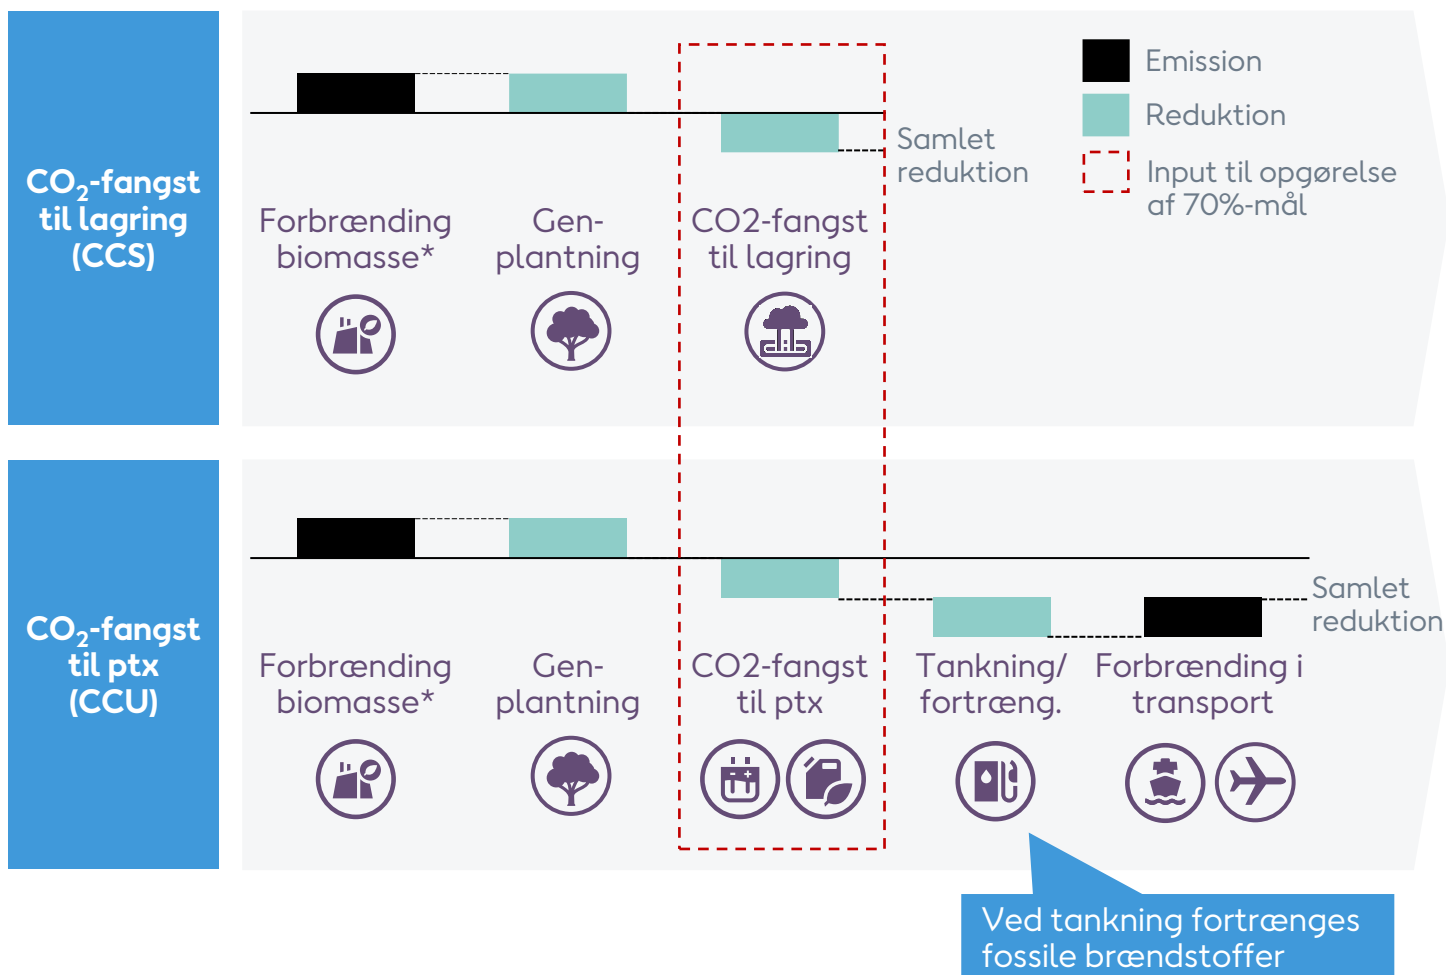 CO₂-fangst
til lagring
(CCS)
Forbrænding
biomasse*
Gen-
plantning
CO2-fangst
til lagring
Samlet
reduktion
Emission
Reduktion
Input til opgørelse
af 70%-mål
CO₂-fangst
til ptx
(CCU)
Forbrænding
biomasse*
Gen-
plantning
CO2-fangst
til ptx
Tankning/
fortræng.
Forbrænding i
transport
Samlet
reduktion
Ved tankning fortrænges
fossile brændstoffer